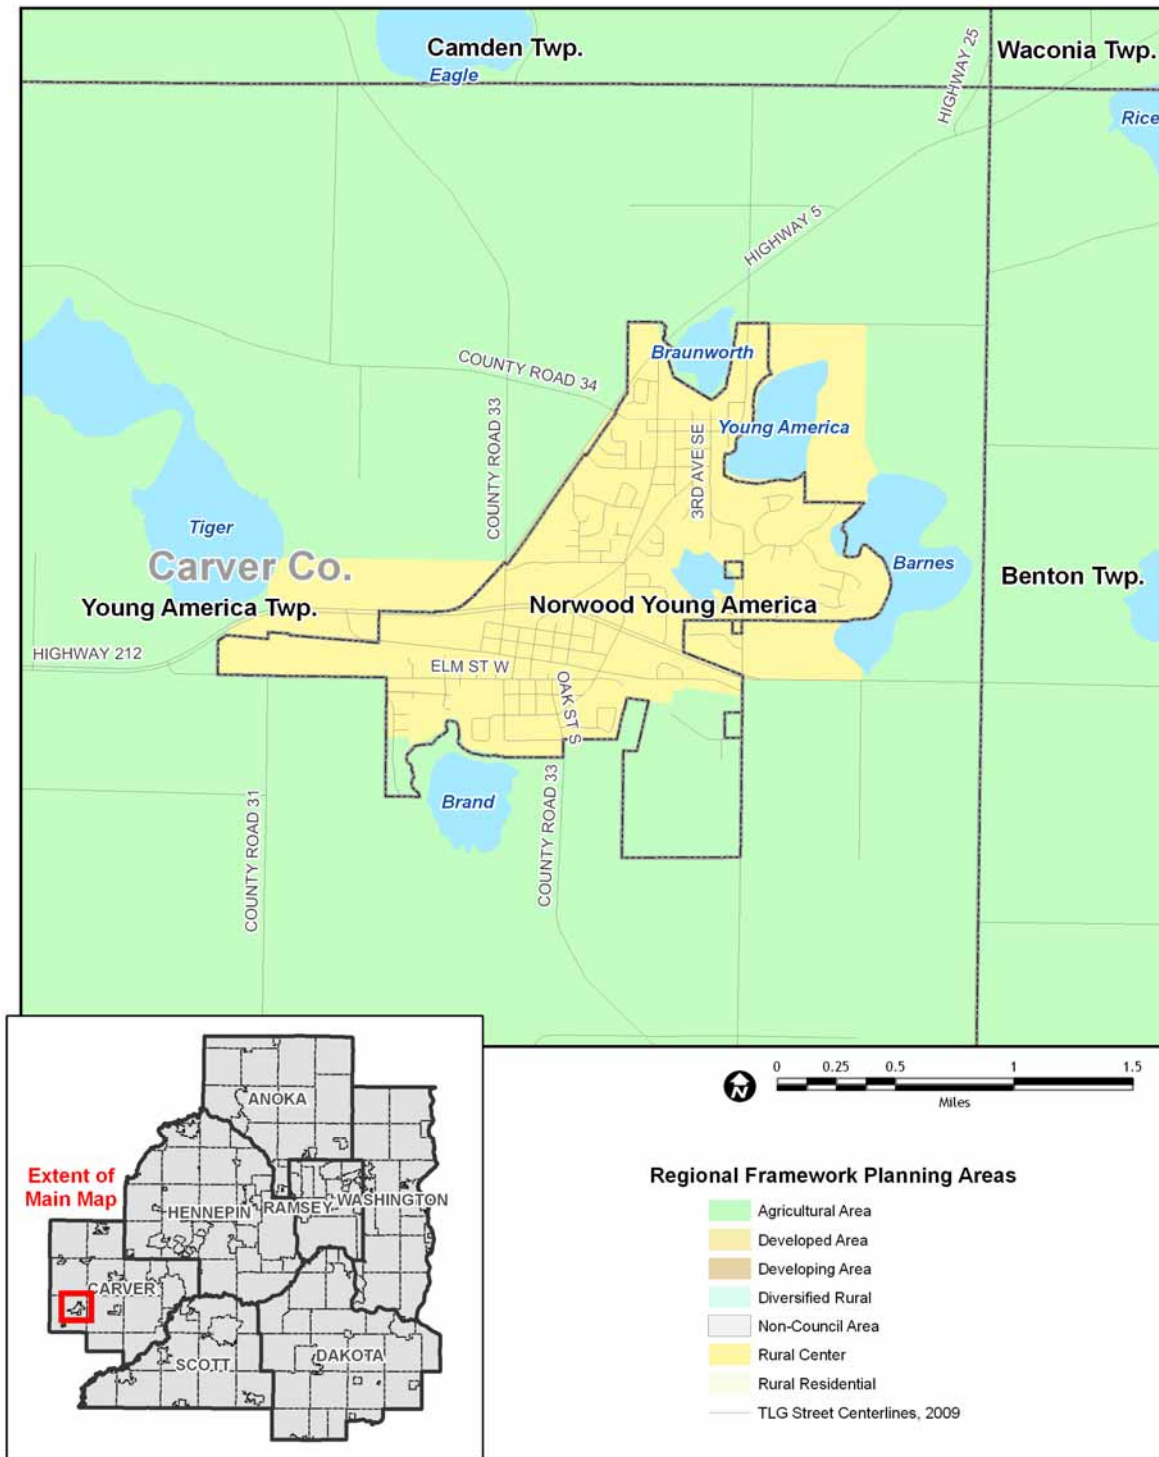 Camden Twp.
Eagle
HIGHWAY 25
Waconia Twp.
Rice
HIGHWAY 5
Braunworth
COUNTY ROAD 34
COUNTY ROAD 33
3RD AVE SE
Young America
Tiger
Carver Co.
Barnes
Benton Twp.
Young America Twp.
Norwood Young America
HIGHWAY 212
ELM ST W
OAK ST S
Brand
COUNTY ROAD 31
COUNTY ROAD 33
Extent of
Main Map
ANOKA
HENNEPIN
RAMSEY
WASHINGTON
CARVER
SCOTT
DAKOTA
N
0 0.25 0.5 1 1.5
Miles
Regional Framework Planning Areas
Agricultural Area
Developed Area
Developing Area
Diversified Rural
Non-Council Area
Rural Center
Rural Residential
TLG Street Centerlines, 2009